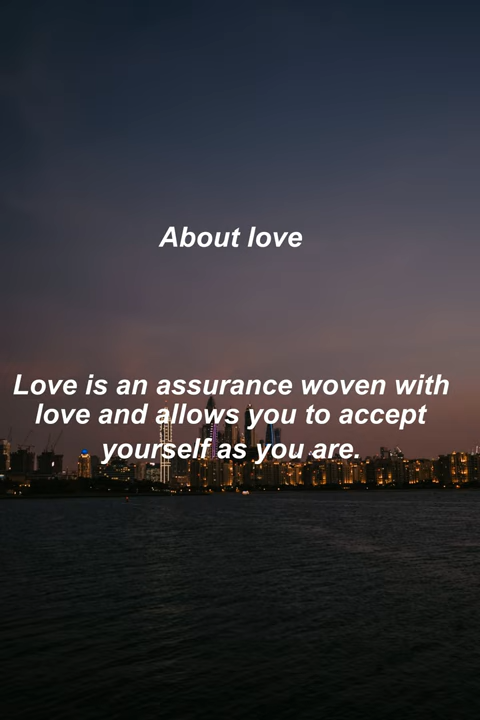 About love
Love is an assurance woven with
love and allows you to accept
yourself as you are.